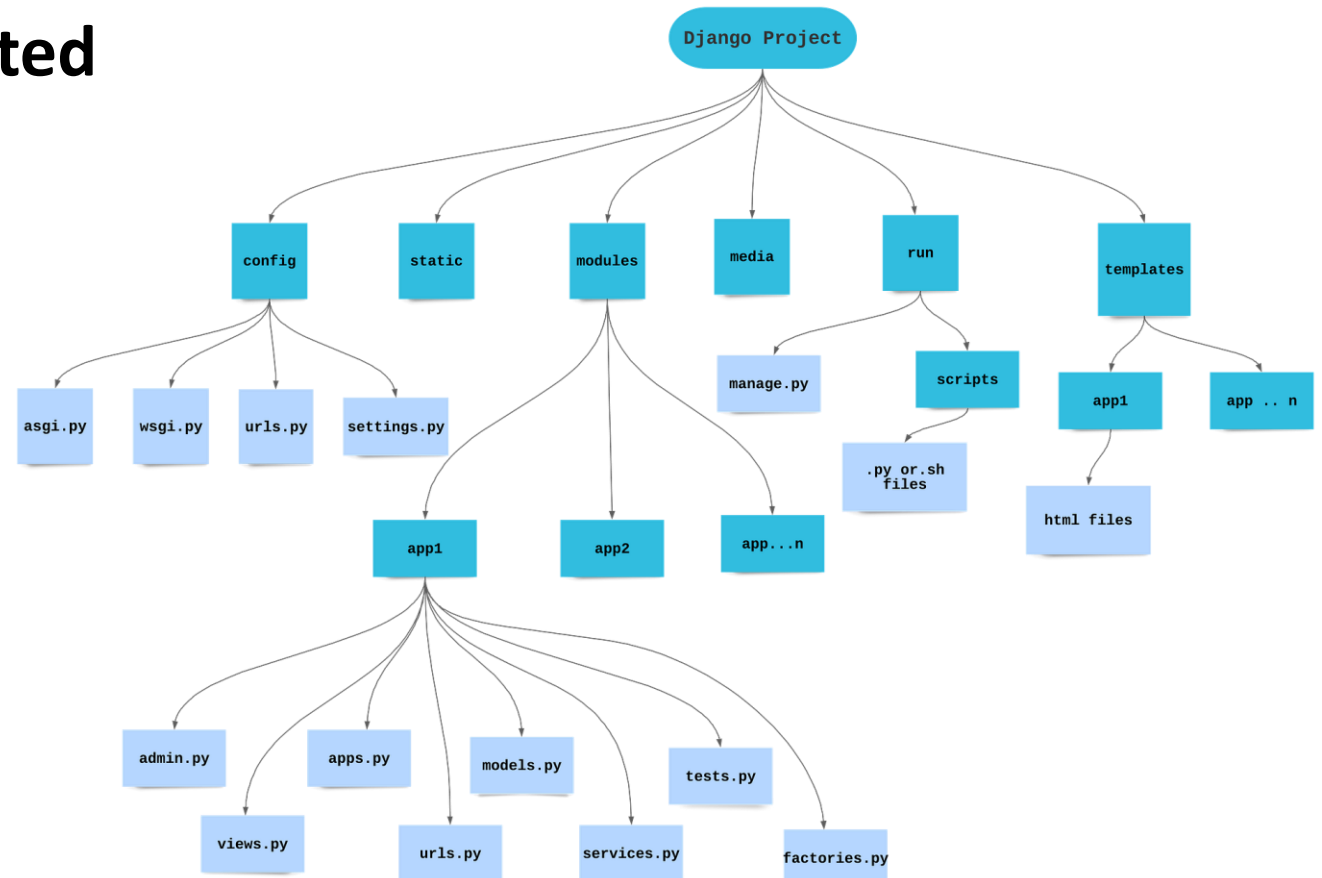 ted
Django Project
config
static
modules
media
run
templates
asgi.py
wsgi.py
urls.py
settings.py
manage.py
scripts
app1
app .. n
.py or.sh
files
html files
app1
app2
app...n
admin.py
apps.py
models.py
tests.py
views.py
urls.py
services.py
factories.py